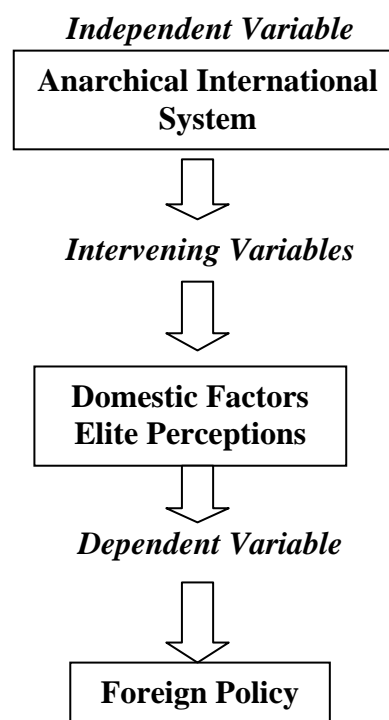 Independent Variable
Anarchical International
System
Intervening Variables
Domestic Factors
Elite Perceptions
Dependent Variable
Foreign Policy